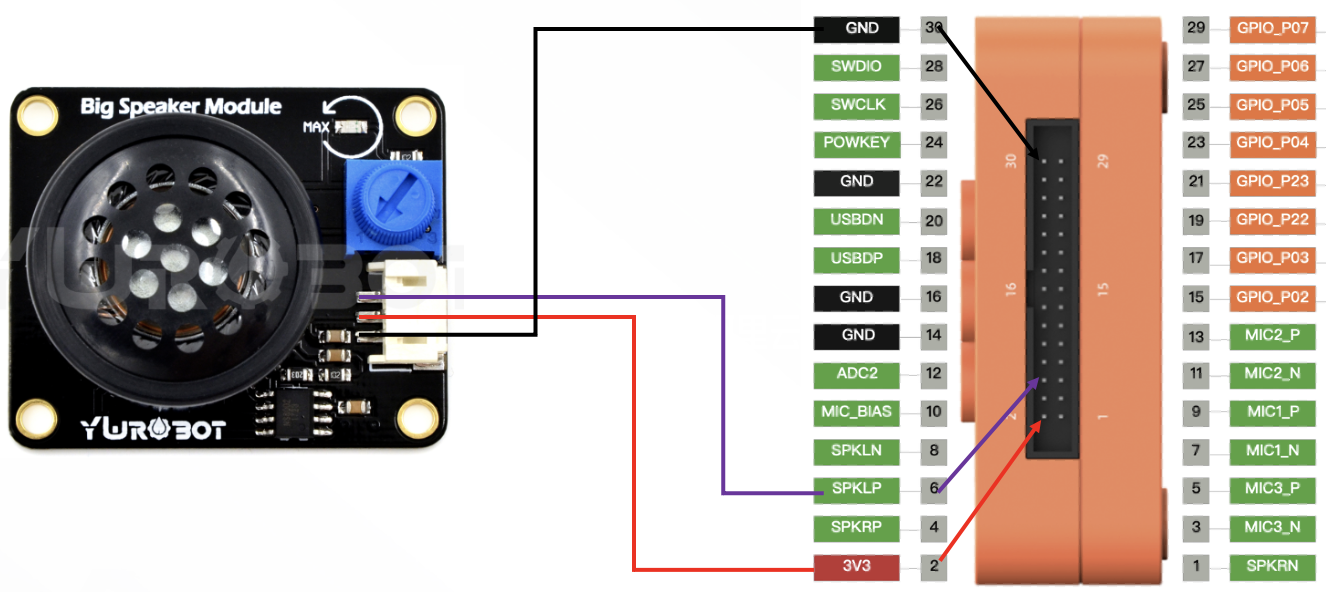 Big Speaker Module
MAX
YWROBOT
GND 30
SWDIO 28
SWCLK 26
POWKEY 24
GND 22
USBDN 20
USBDP 18
GND 16
GND 14
ADC2 12
MIC_BIAS 10
SPKLN 8
SPKLP 6
SPKRP 4
3V3 2
30 29
16 15
2 1
29 GPIO_P07
27 GPIO_P06
25 GPIO_P05
23 GPIO_P04
21 GPIO_P23
19 GPIO_P22
17 GPIO_P03
15 GPIO_P02
13 MIC2_P
11 MIC2_N
9 MIC1_P
7 MIC1_N
5 MIC3_P
3 MIC3_N
1 SPKRN